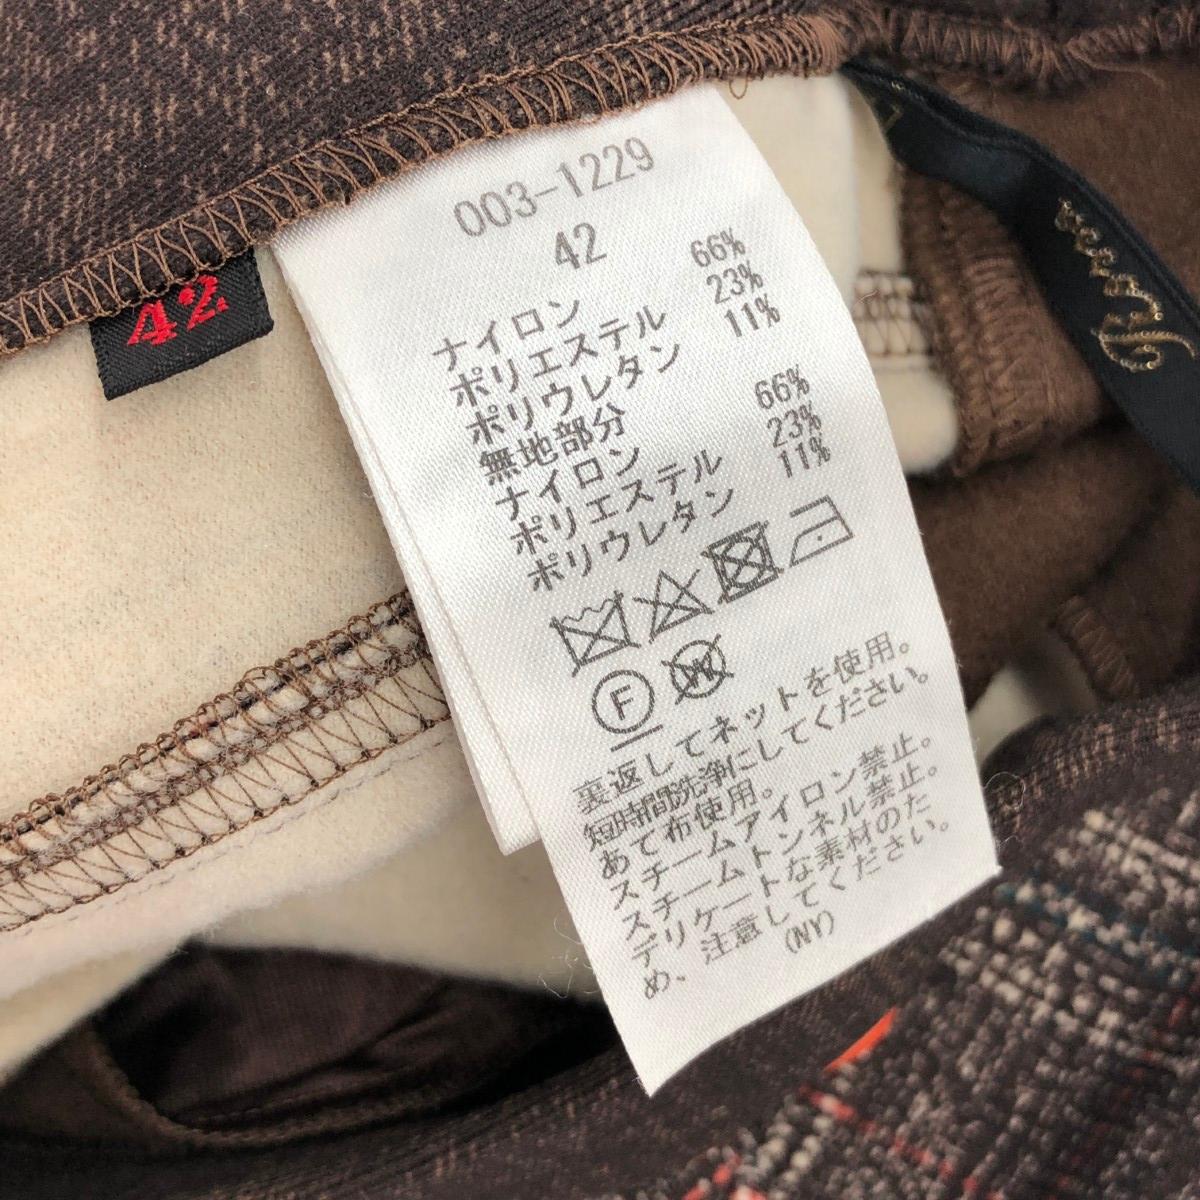 003-1229
42
ナイロン 66%
ポリエステル 23%
ポリウレタン 11%
無地部分
ナイロン 66%
ポリエステル 23%
ポリウレタン 11%
F W
裏返してネットを使用。
短時間洗浄にしてください。
あて布使用。
スチームアイロン禁止。
スチームトンネル禁止。
デリケートな素材のた
め、注意してください。
(NY)
42